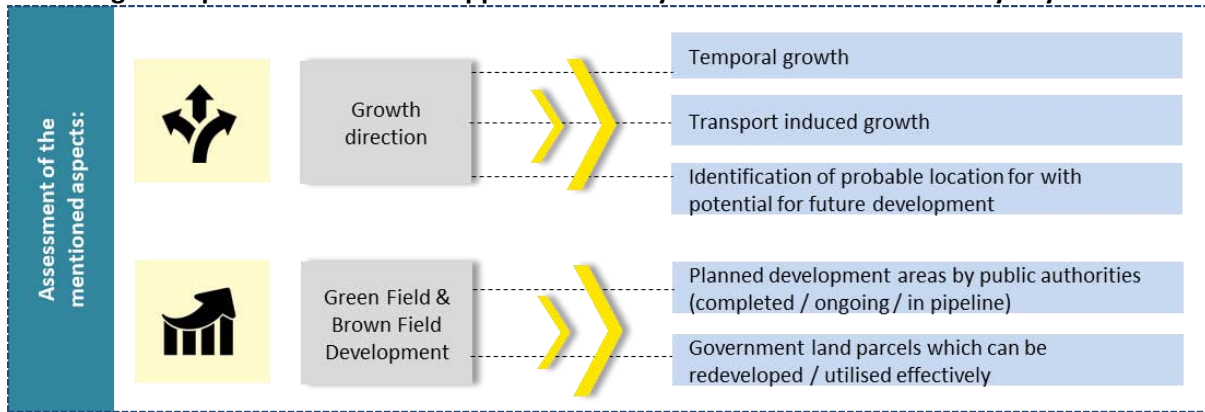 Assessment of the
mentioned aspects:
Growth
direction
Temporal growth
Transport induced growth
Identification of probable location for with
potential for future development
Green Field &
Brown Field
Development
Planned development areas by public authorities
(completed / ongoing / in pipeline)
Government land parcels which can be
redeveloped / utilised effectively